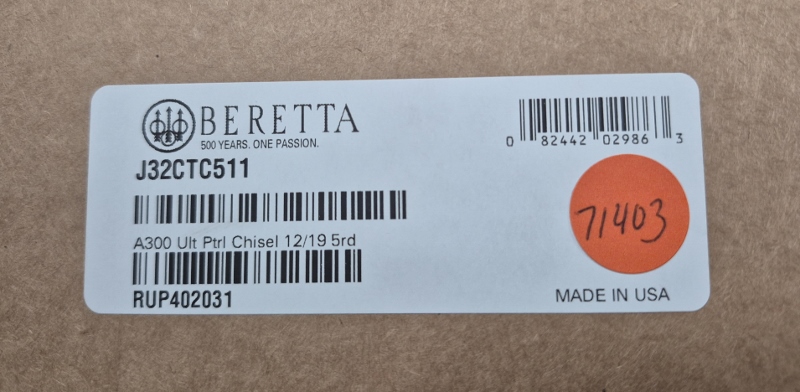 BERETTA
500 YEARS. ONE PASSION.
0 82442 02986 3
J32CTC511
71403
A300 Ult Ptrl Chisel 12/19 5rd
RUP402031
MADE IN USA